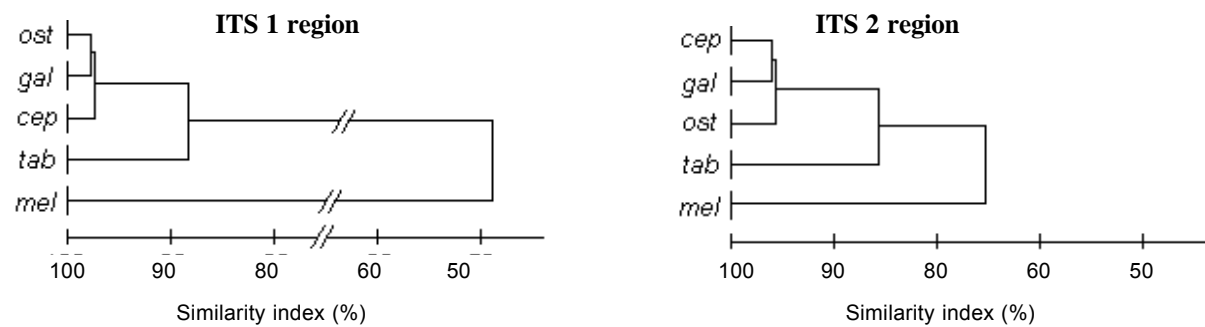 ITS 1 region
ost
gal
cep
tab
mel
100 90 80 60 50
Similarity index (%)
ITS 2 region
cep
gal
ost
tab
mel
100 90 80 60 50
Similarity index (%)